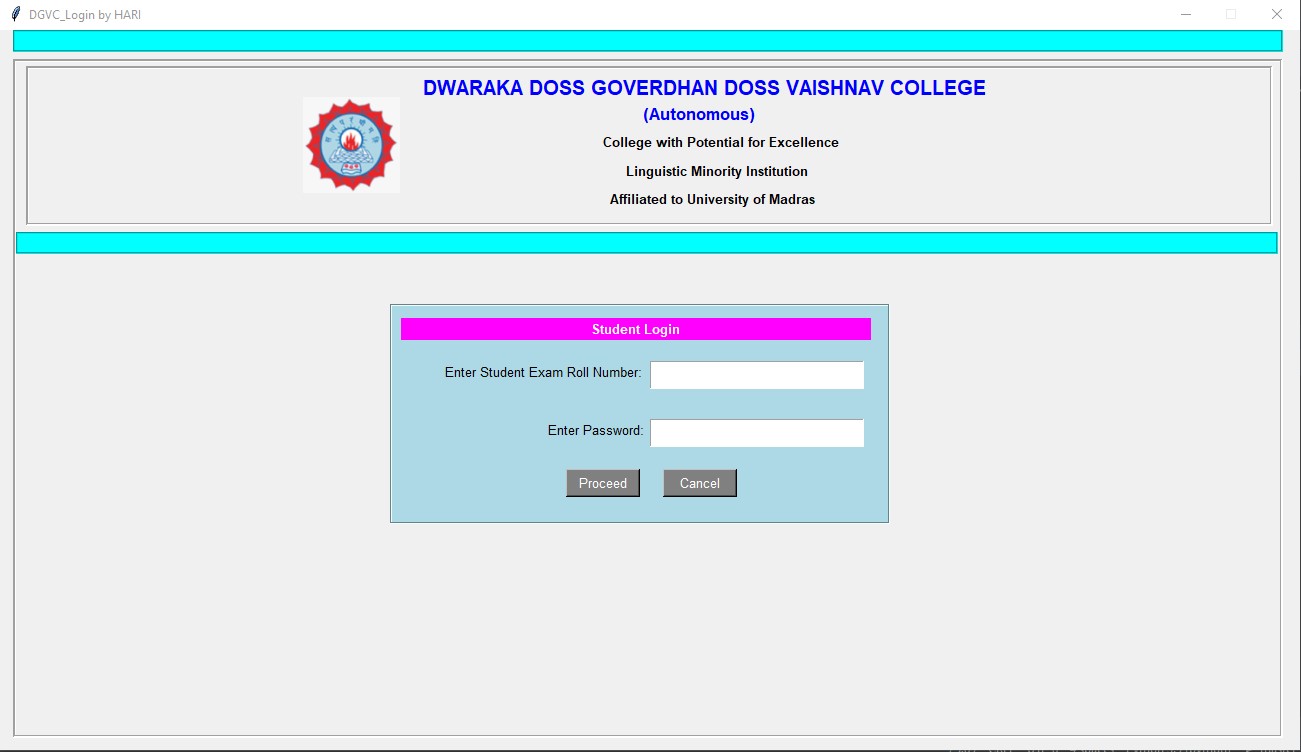 DGVC_Login by HARI
DWARAKA DOSS GOVERDHAN DOSS VAISHNAV COLLEGE
(Autonomous)
College with Potential for Excellence
Linguistic Minority Institution
Affiliated to University of Madras
Student Login
Enter Student Exam Roll Number:
Enter Password:
Proceed
Cancel